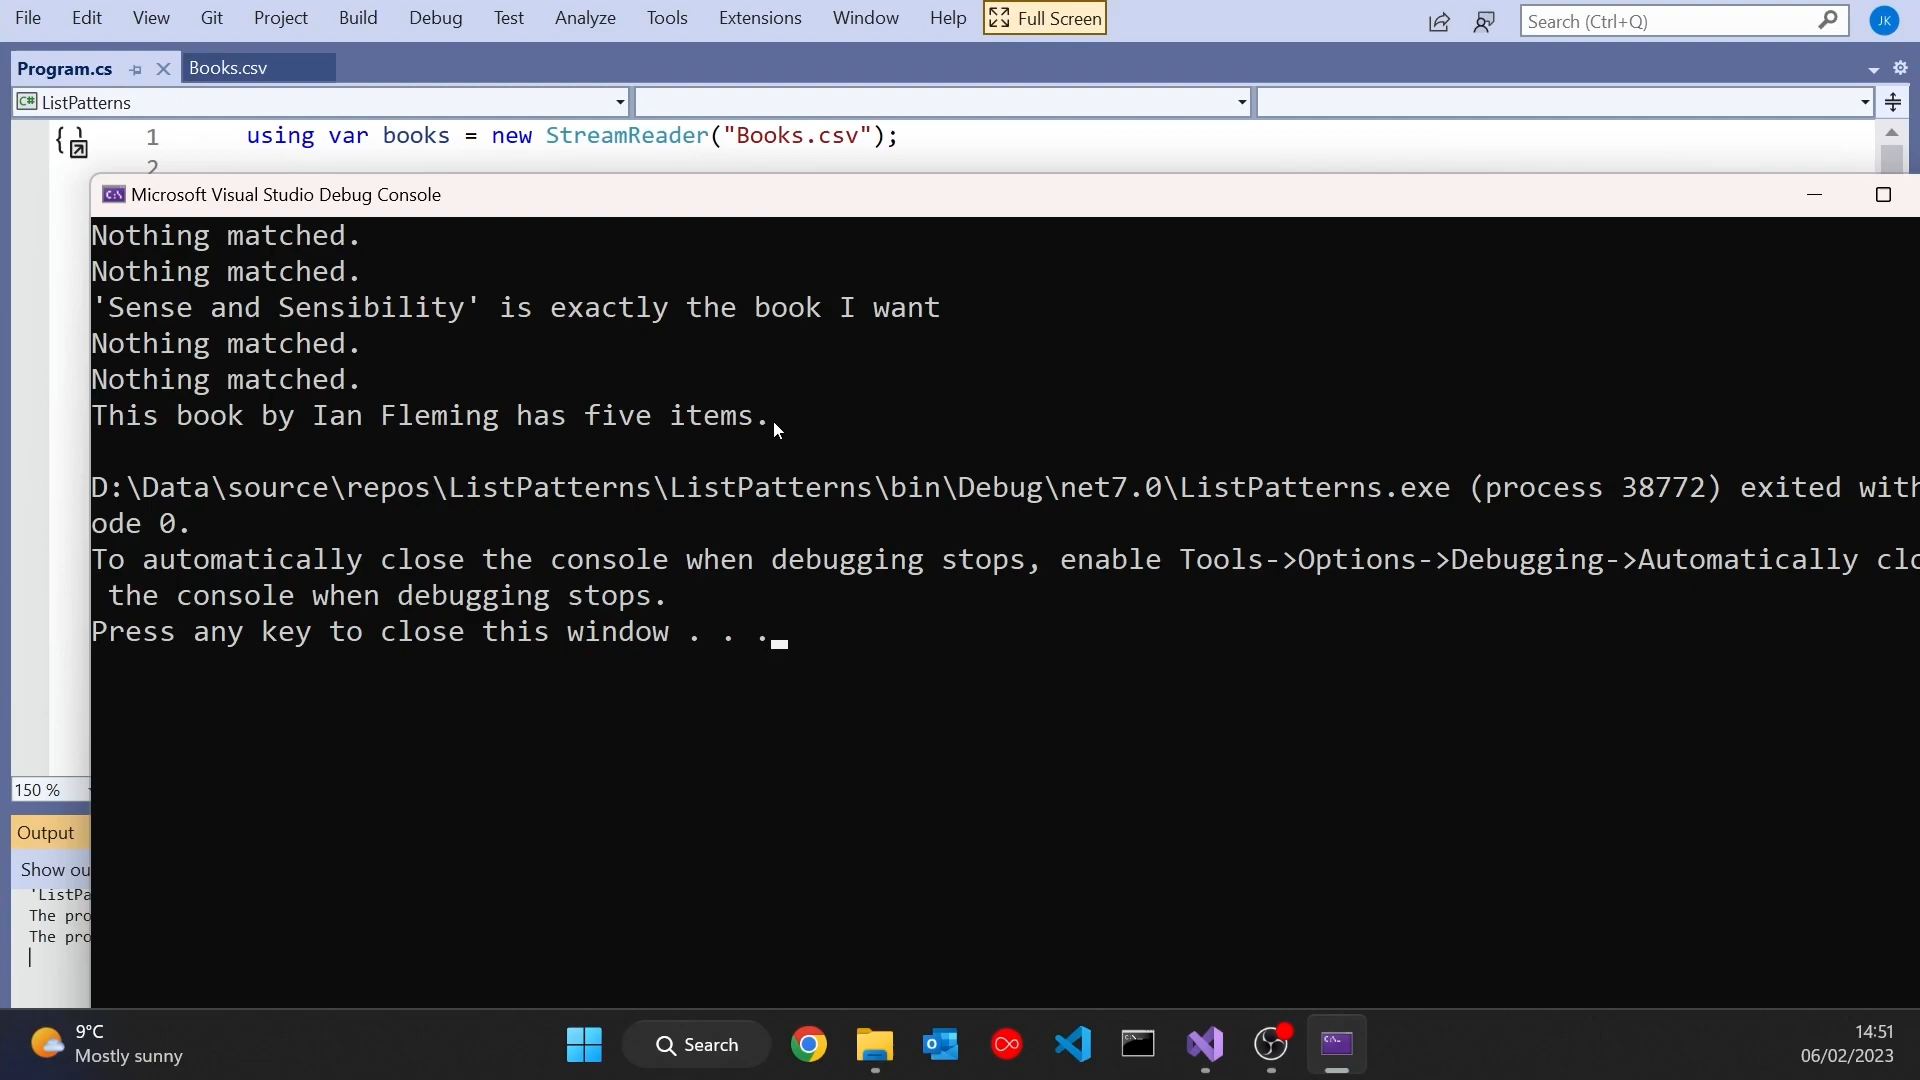 File Edit View Git Project Build Debug Test Analyze Tools Extensions Window Help Full Screen Search (Ctrl+Q) JK
Program.cs Books.csv
C# ListPatterns
1 using var books = new StreamReader("Books.csv");
2
Microsoft Visual Studio Debug Console
Nothing matched.
Nothing matched.
'Sense and Sensibility' is exactly the book I want
Nothing matched.
Nothing matched.
This book by Ian Fleming has five items.
D:\Data\source\repos\ListPatterns\ListPatterns\bin\Debug\net7.0\ListPatterns.exe (process 38772) exited with
ode 0.
To automatically close the console when debugging stops, enable Tools->Options->Debugging->Automatically clo
the console when debugging stops.
Press any key to close this window . . .
150 %
Output
Show ou
'ListPa
The pro
The pro
9°C
Mostly sunny
Search
14:51
06/02/2023